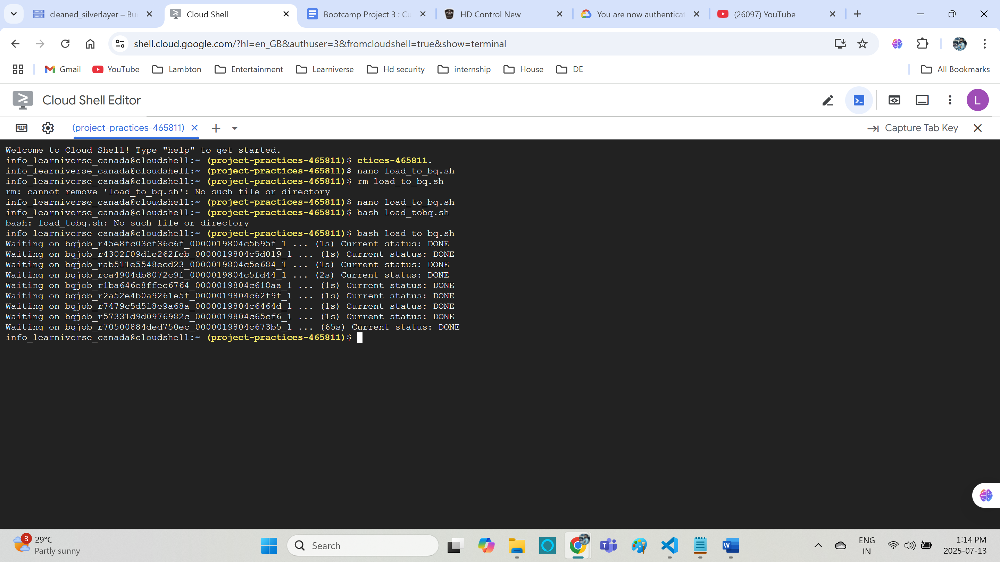 cleaned_silverlayer – Bu
Cloud Shell
Bootcamp Project 3 : Cu
HD Control New
You are now authenticat
(26097) YouTube
shell.cloud.google.com/?hl=en_GB&authuser=3&fromcloudshell=true&show=terminal
Gmail
YouTube
Lambton
Entertainment
Learniverse
Hd security
internship
House
DE
All Bookmarks
Cloud Shell Editor
L
(project-practices-465811)
Capture Tab Key
Welcome to Cloud Shell! Type "help" to get started.
info_learniverse_canada@cloudshell:~ (project-practices-465811)$ ctices-465811.
info_learniverse_canada@cloudshell:~ (project-practices-465811)$ nano load_to_bq.sh
info_learniverse_canada@cloudshell:~ (project-practices-465811)$ rm load_to_bq.sh
rm: cannot remove 'load_to_bq.sh': No such file or directory
info_learniverse_canada@cloudshell:~ (project-practices-465811)$ nano load_to_bq.sh
info_learniverse_canada@cloudshell:~ (project-practices-465811)$ bash load_tobq.sh
bash: load_tobq.sh: No such file or directory
info_learniverse_canada@cloudshell:~ (project-practices-465811)$ bash load_to_bq.sh
Waiting on bqjob_r45e8fc03cf36c6f_0000019804c5b95f_1 ... (1s) Current status: DONE
Waiting on bqjob_r4302f09d1e262feb_0000019804c5d019_1 ... (1s) Current status: DONE
Waiting on bqjob_rab511e5548ecd23_0000019804c5e684_1 ... (1s) Current status: DONE
Waiting on bqjob_rca4904db8072c9f_0000019804c5fd44_1 ... (2s) Current status: DONE
Waiting on bqjob_r1ba646e8ffec6764_0000019804c618aa_1 ... (1s) Current status: DONE
Waiting on bqjob_r2a52e4b0a9261e5f_0000019804c62f9f_1 ... (1s) Current status: DONE
Waiting on bqjob_r7479c5d518e9a68a_0000019804c6464d_1 ... (1s) Current status: DONE
Waiting on bqjob_r57331d9d0976982c_0000019804c65cf6_1 ... (1s) Current status: DONE
Waiting on bqjob_r70500884ded750ec_0000019804c673b5_1 ... (65s) Current status: DONE
info_learniverse_canada@cloudshell:~ (project-practices-465811)$
3
29°C
Partly sunny
Search
ENG
IN
1:14 PM
2025-07-13